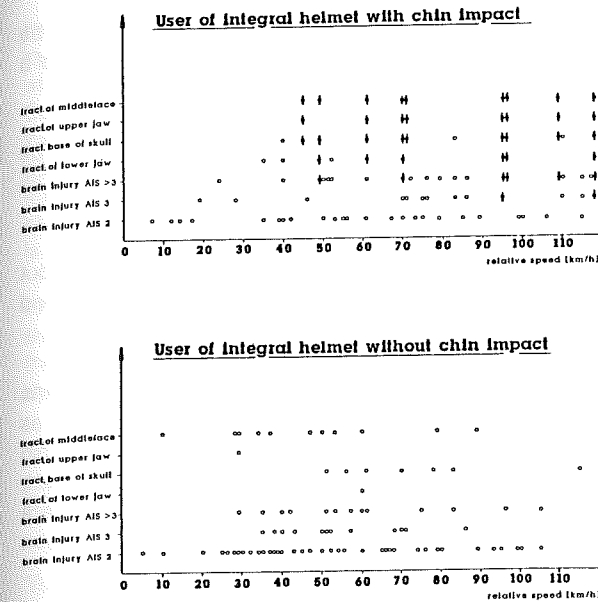 User of integral helmet with chin impact
fract.of middleface
fract.of upper jaw
fract. base of skull
fract. of lower jaw
brain injury AIS >3
brain injury AIS 3
brain injury AIS 2
0 10 20 30 40 50 60 70 80 90 100 110
relative speed [km/h]
User of integral helmet without chin impact
fract.of middleface
fract.of upper jaw
fract. base of skull
fract. of lower jaw
brain injury AIS >3
brain injury AIS 3
brain injury AIS 2
0 10 20 30 40 50 60 70 80 90 100 110
relative speed [km/h]